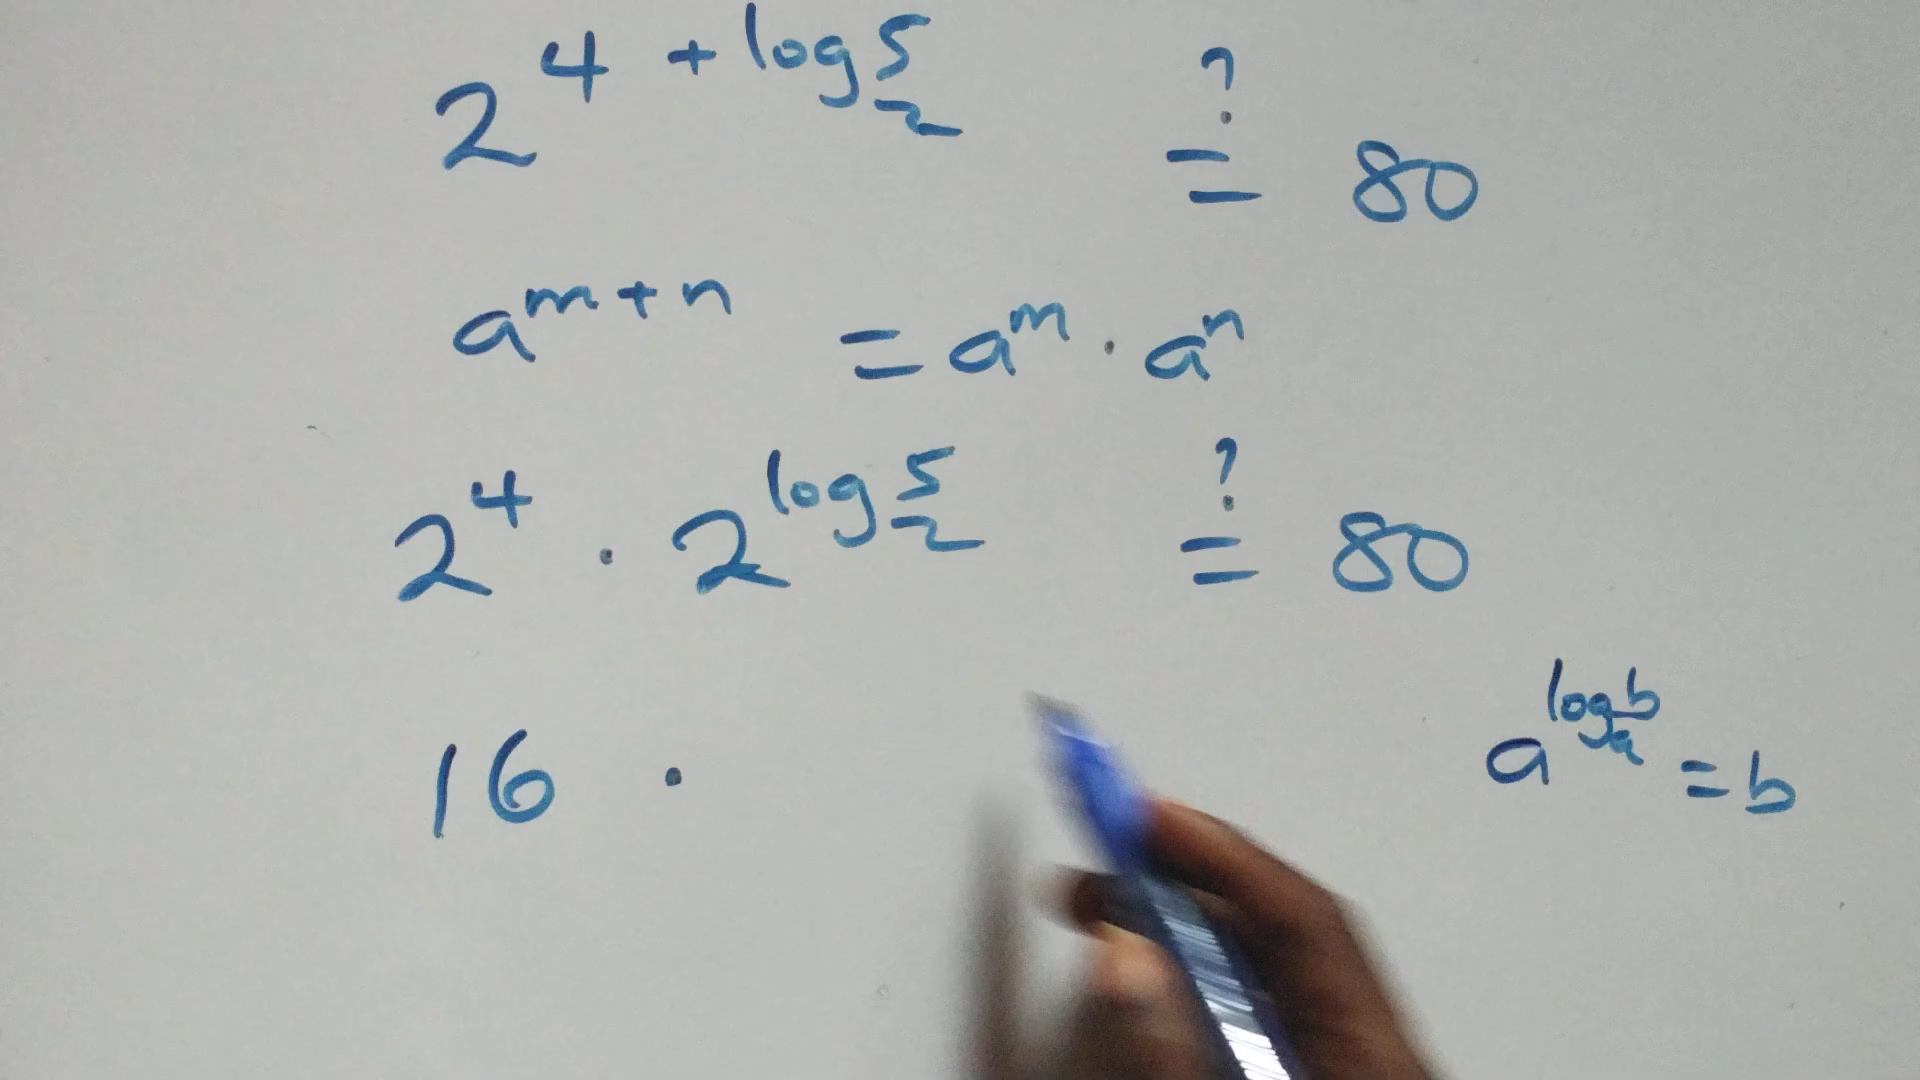 2^{4 + log_2 5} ?= 80
a^{m+n} = a^m · a^n
2^4 · 2^{log_2 5} ?= 80
16 ·
a^{log_a b} = b